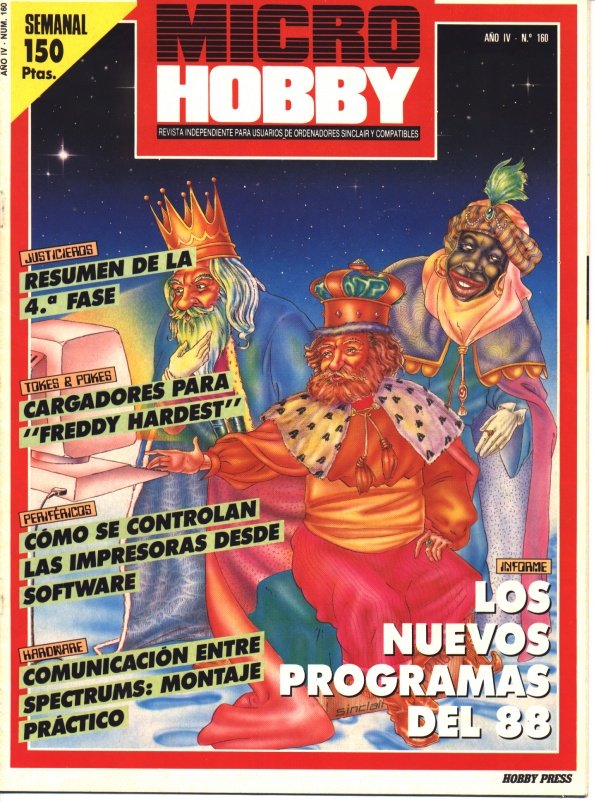 AÑO IV - NUM. 160
SEMANAL
150
Ptas.
MICRO
HOBBY
AÑO IV - N.º 160
REVISTA INDEPENDIENTE PARA USUARIOS DE ORDENADORES SINCLAIR Y COMPATIBLES
JUSTICIEROS
RESUMEN DE LA
4.ª FASE
TOKES & POKES
CARGADORES PARA
"FREDDY HARDEST"
PERIFÉRICOS
CÓMO SE CONTROLAN
LAS IMPRESORAS DESDE
SOFTWARE
HARDWARE
COMUNICACIÓN ENTRE
SPECTRUMS: MONTAJE
PRÁCTICO
INFORME
LOS
NUEVOS
PROGRAMAS
DEL 88
sinclair
HOBBY PRESS